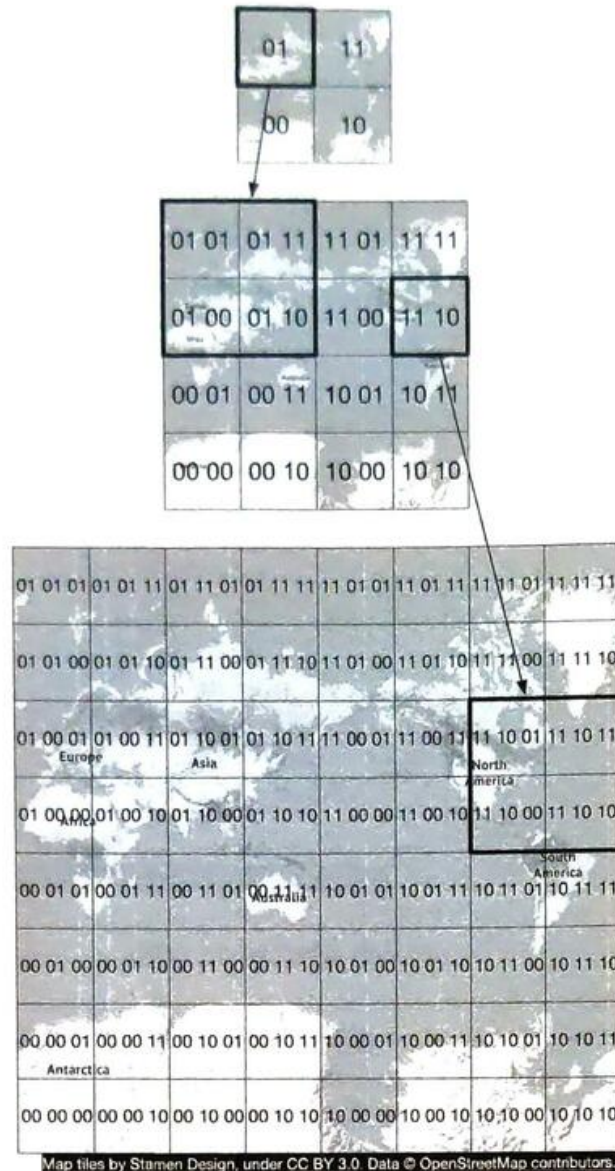 01 11
00 10
01 01 01 11 11 01 11 11
01 00 01 10 11 00 11 10
00 01 00 11 10 01 10 11
00 00 00 10 10 00 10 10
01 01 01 01 01 11 01 11 01 01 11 11 11 01 01 11 01 11 11 11 01 11 11 11
01 01 00 01 01 10 01 11 00 01 11 10 11 01 00 11 01 10 11 11 00 11 11 10
01 00 01 01 00 11 01 10 01 01 10 11 11 00 01 11 00 11 11 10 01 11 10 11
Europe Asia North
America
01 00 00 01 00 10 01 10 00 01 10 10 11 00 00 11 00 10 11 10 00 11 10 10
Africa
South
America
00 01 01 00 01 11 00 11 01 00 11 11 10 01 01 10 01 11 10 11 01 10 11 11
Australia
00 01 00 00 01 10 00 11 00 00 11 10 10 01 00 10 01 10 10 11 00 10 11 10
00 00 01 00 00 11 00 10 01 00 10 11 10 00 01 10 00 11 10 10 01 10 10 11
Antarctica
00 00 00 00 00 10 00 10 00 00 10 10 10 00 00 10 00 10 10 10 00 10 10 10
Map tiles by Stamen Design, under CC BY 3.0. Data © OpenStreetMap contributors